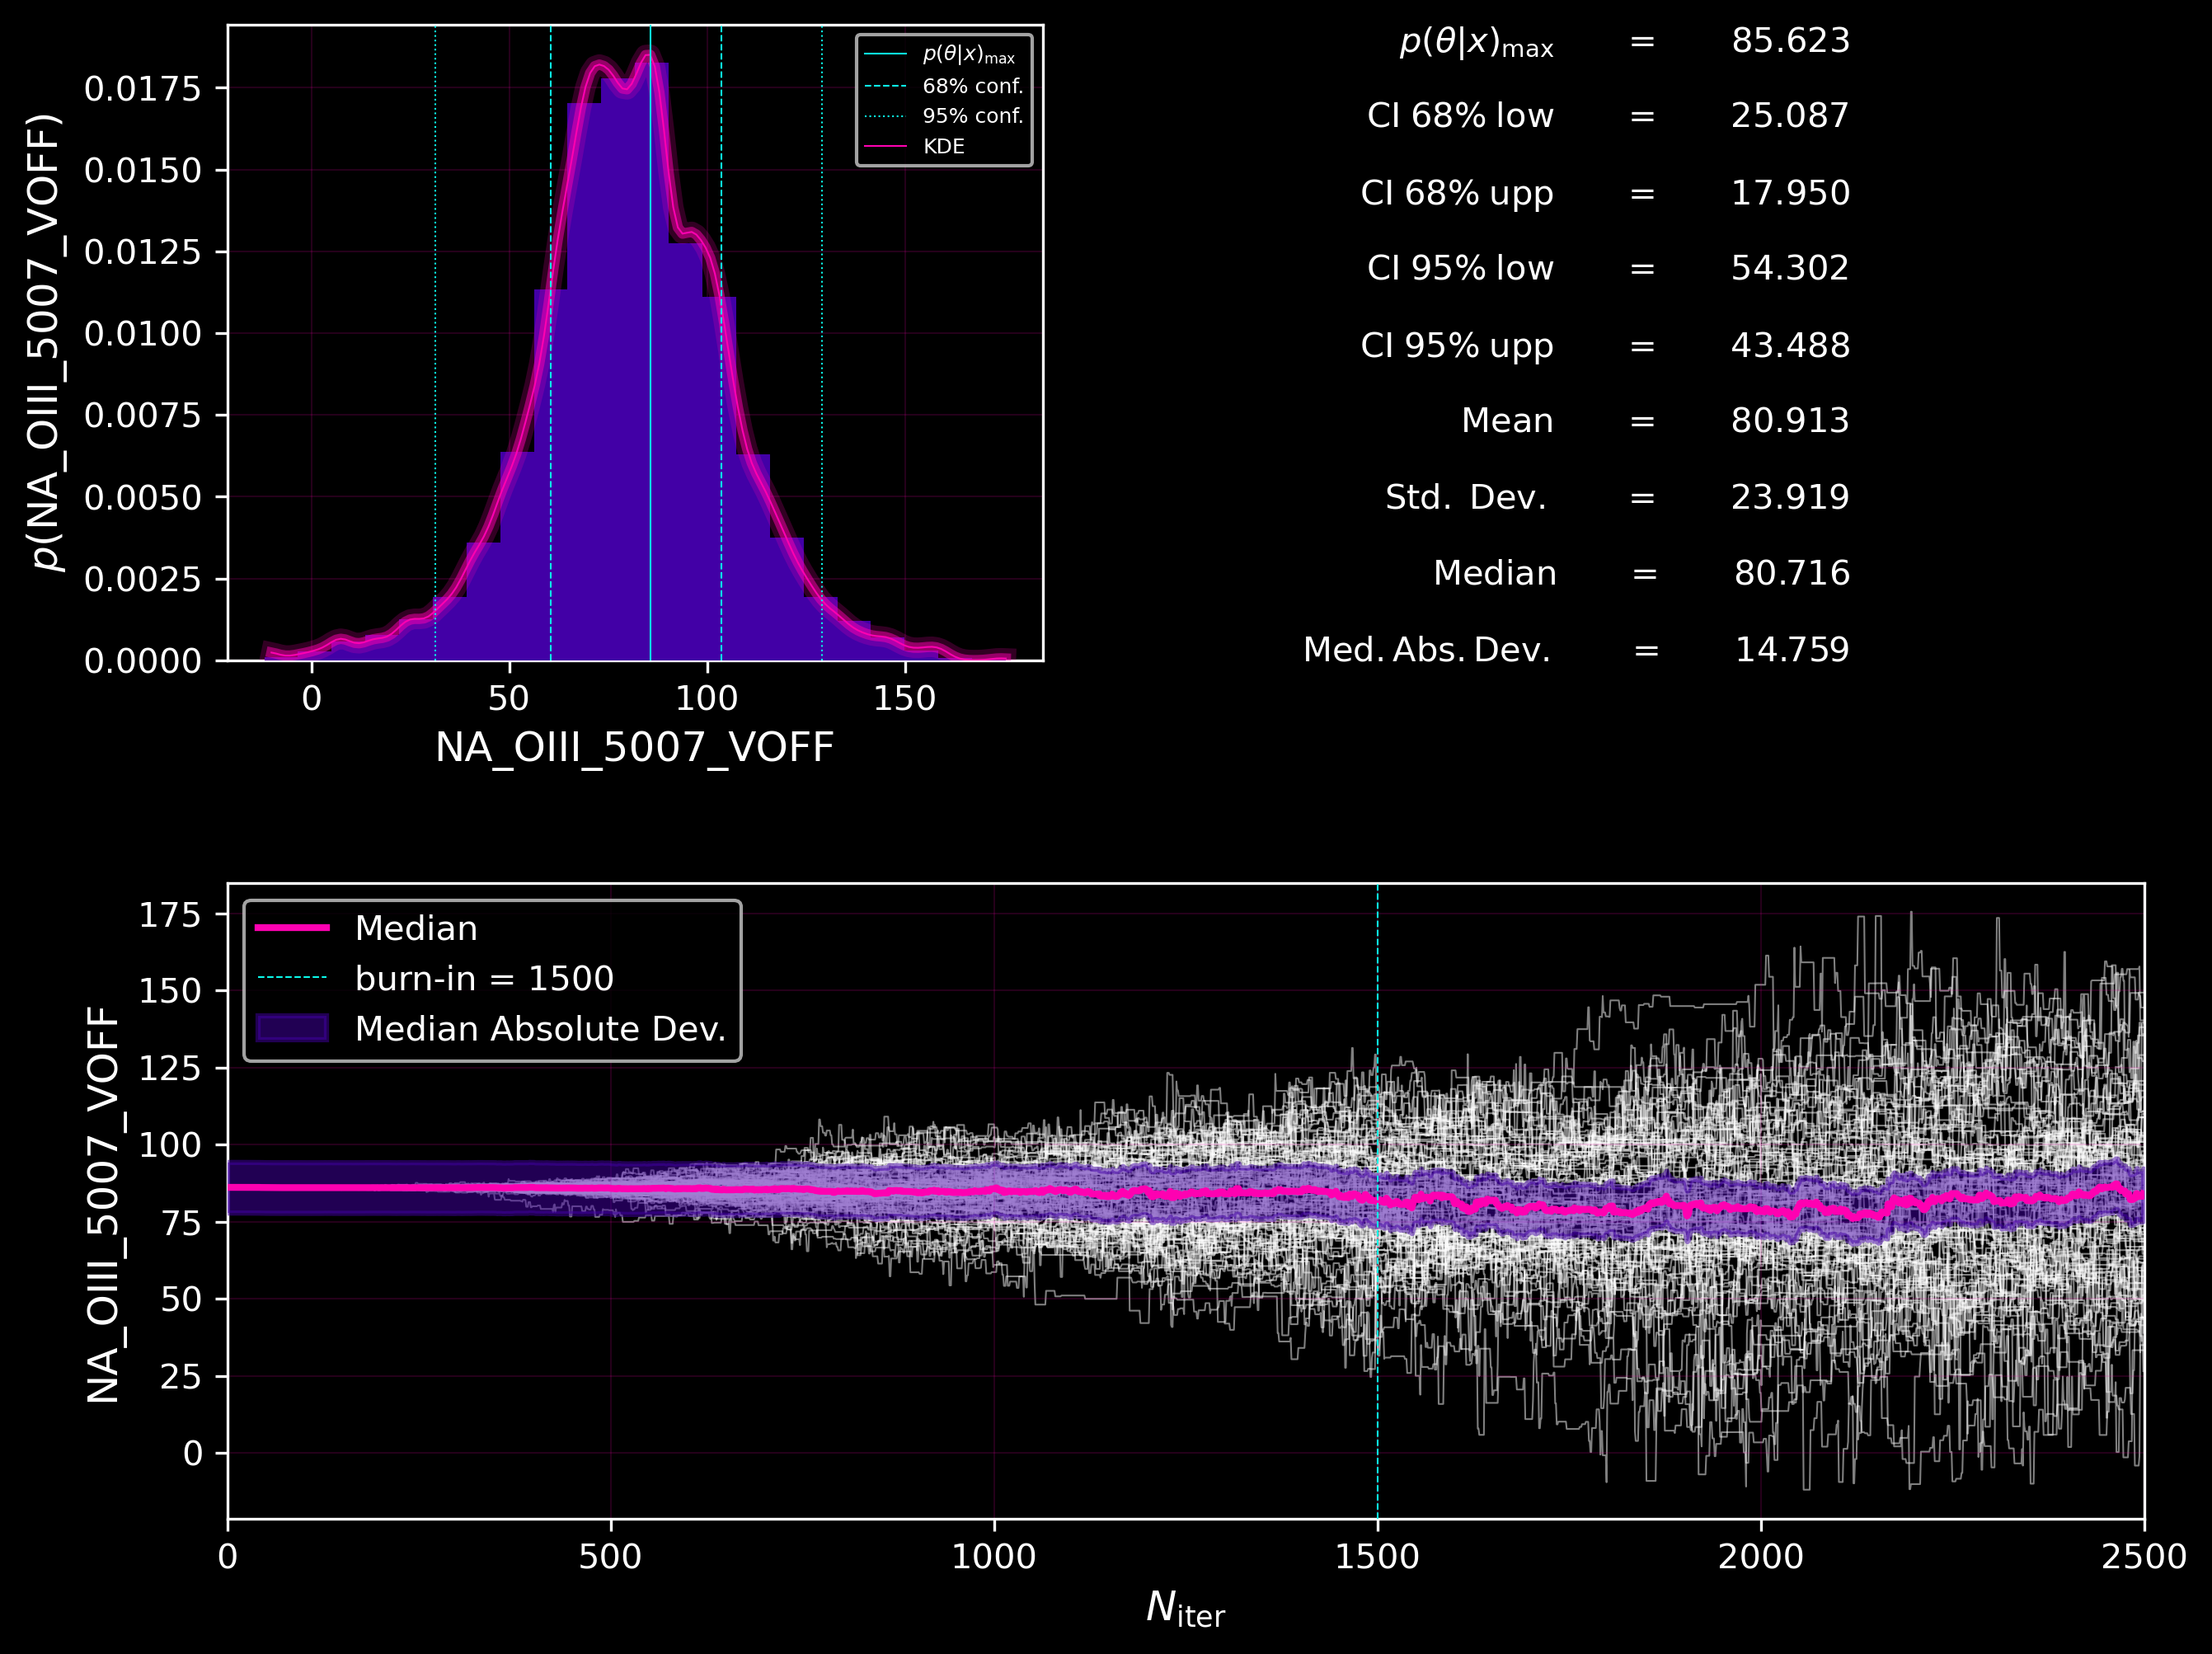 p(NA_OIII_5007_VOFF)
0.0175
0.0150
0.0125
0.0100
0.0075
0.0050
0.0025
0.0000
0 50 100 150
NA_OIII_5007_VOFF
p(θ|x)max
68% conf.
95% conf.
KDE
p(θ|x)max = 85.623
CI 68% low = 25.087
CI 68% upp = 17.950
CI 95% low = 54.302
CI 95% upp = 43.488
Mean = 80.913
Std. Dev. = 23.919
Median = 80.716
Med. Abs. Dev. = 14.759
NA_OIII_5007_VOFF
175
150
125
100
75
50
25
0
Median
burn-in = 1500
Median Absolute Dev.
0 500 1000 1500 2000 2500
Niter